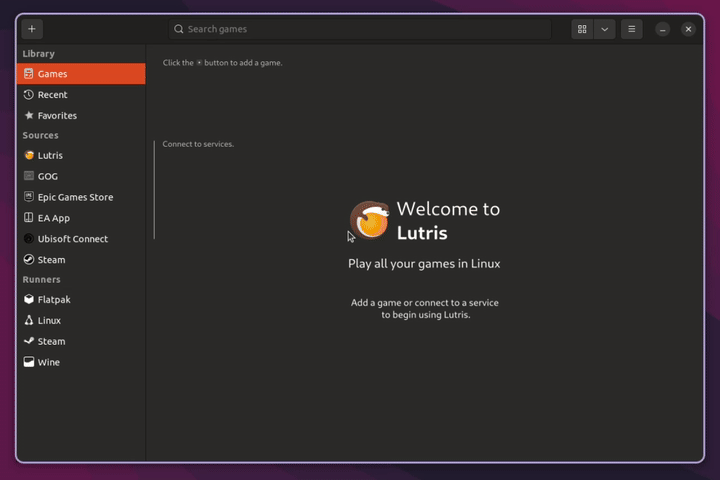 Search games
Library
Games
Recent
Favorites
Sources
Lutris
GOG
Epic Games Store
EA App
Ubisoft Connect
Steam
Runners
Flatpak
Linux
Steam
Wine
Click the + button to add a game.
Connect to services.
Welcome to
Lutris
Play all your games in Linux
Add a game or connect to a service
to begin using Lutris.